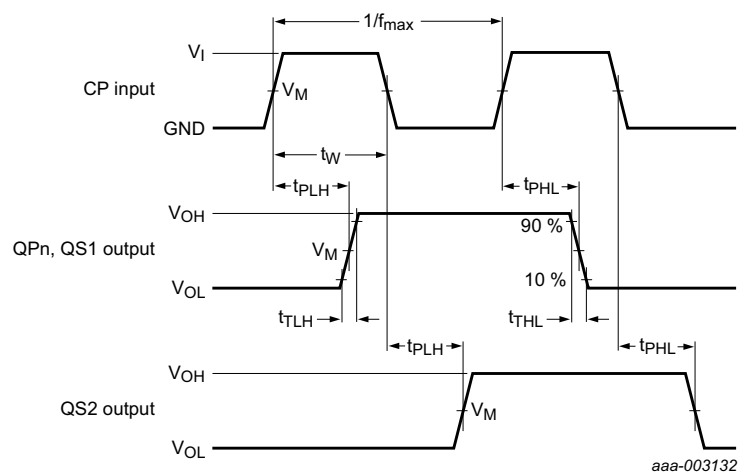 1/fmax
VI
CP input
VM
GND
tW
tPLH
tPHL
VOH
90 %
QPn, QS1 output
VM
10 %
VOL
tTLH
tTHL
tPLH
tPHL
VOH
QS2 output
VM
VOL
aaa-003132